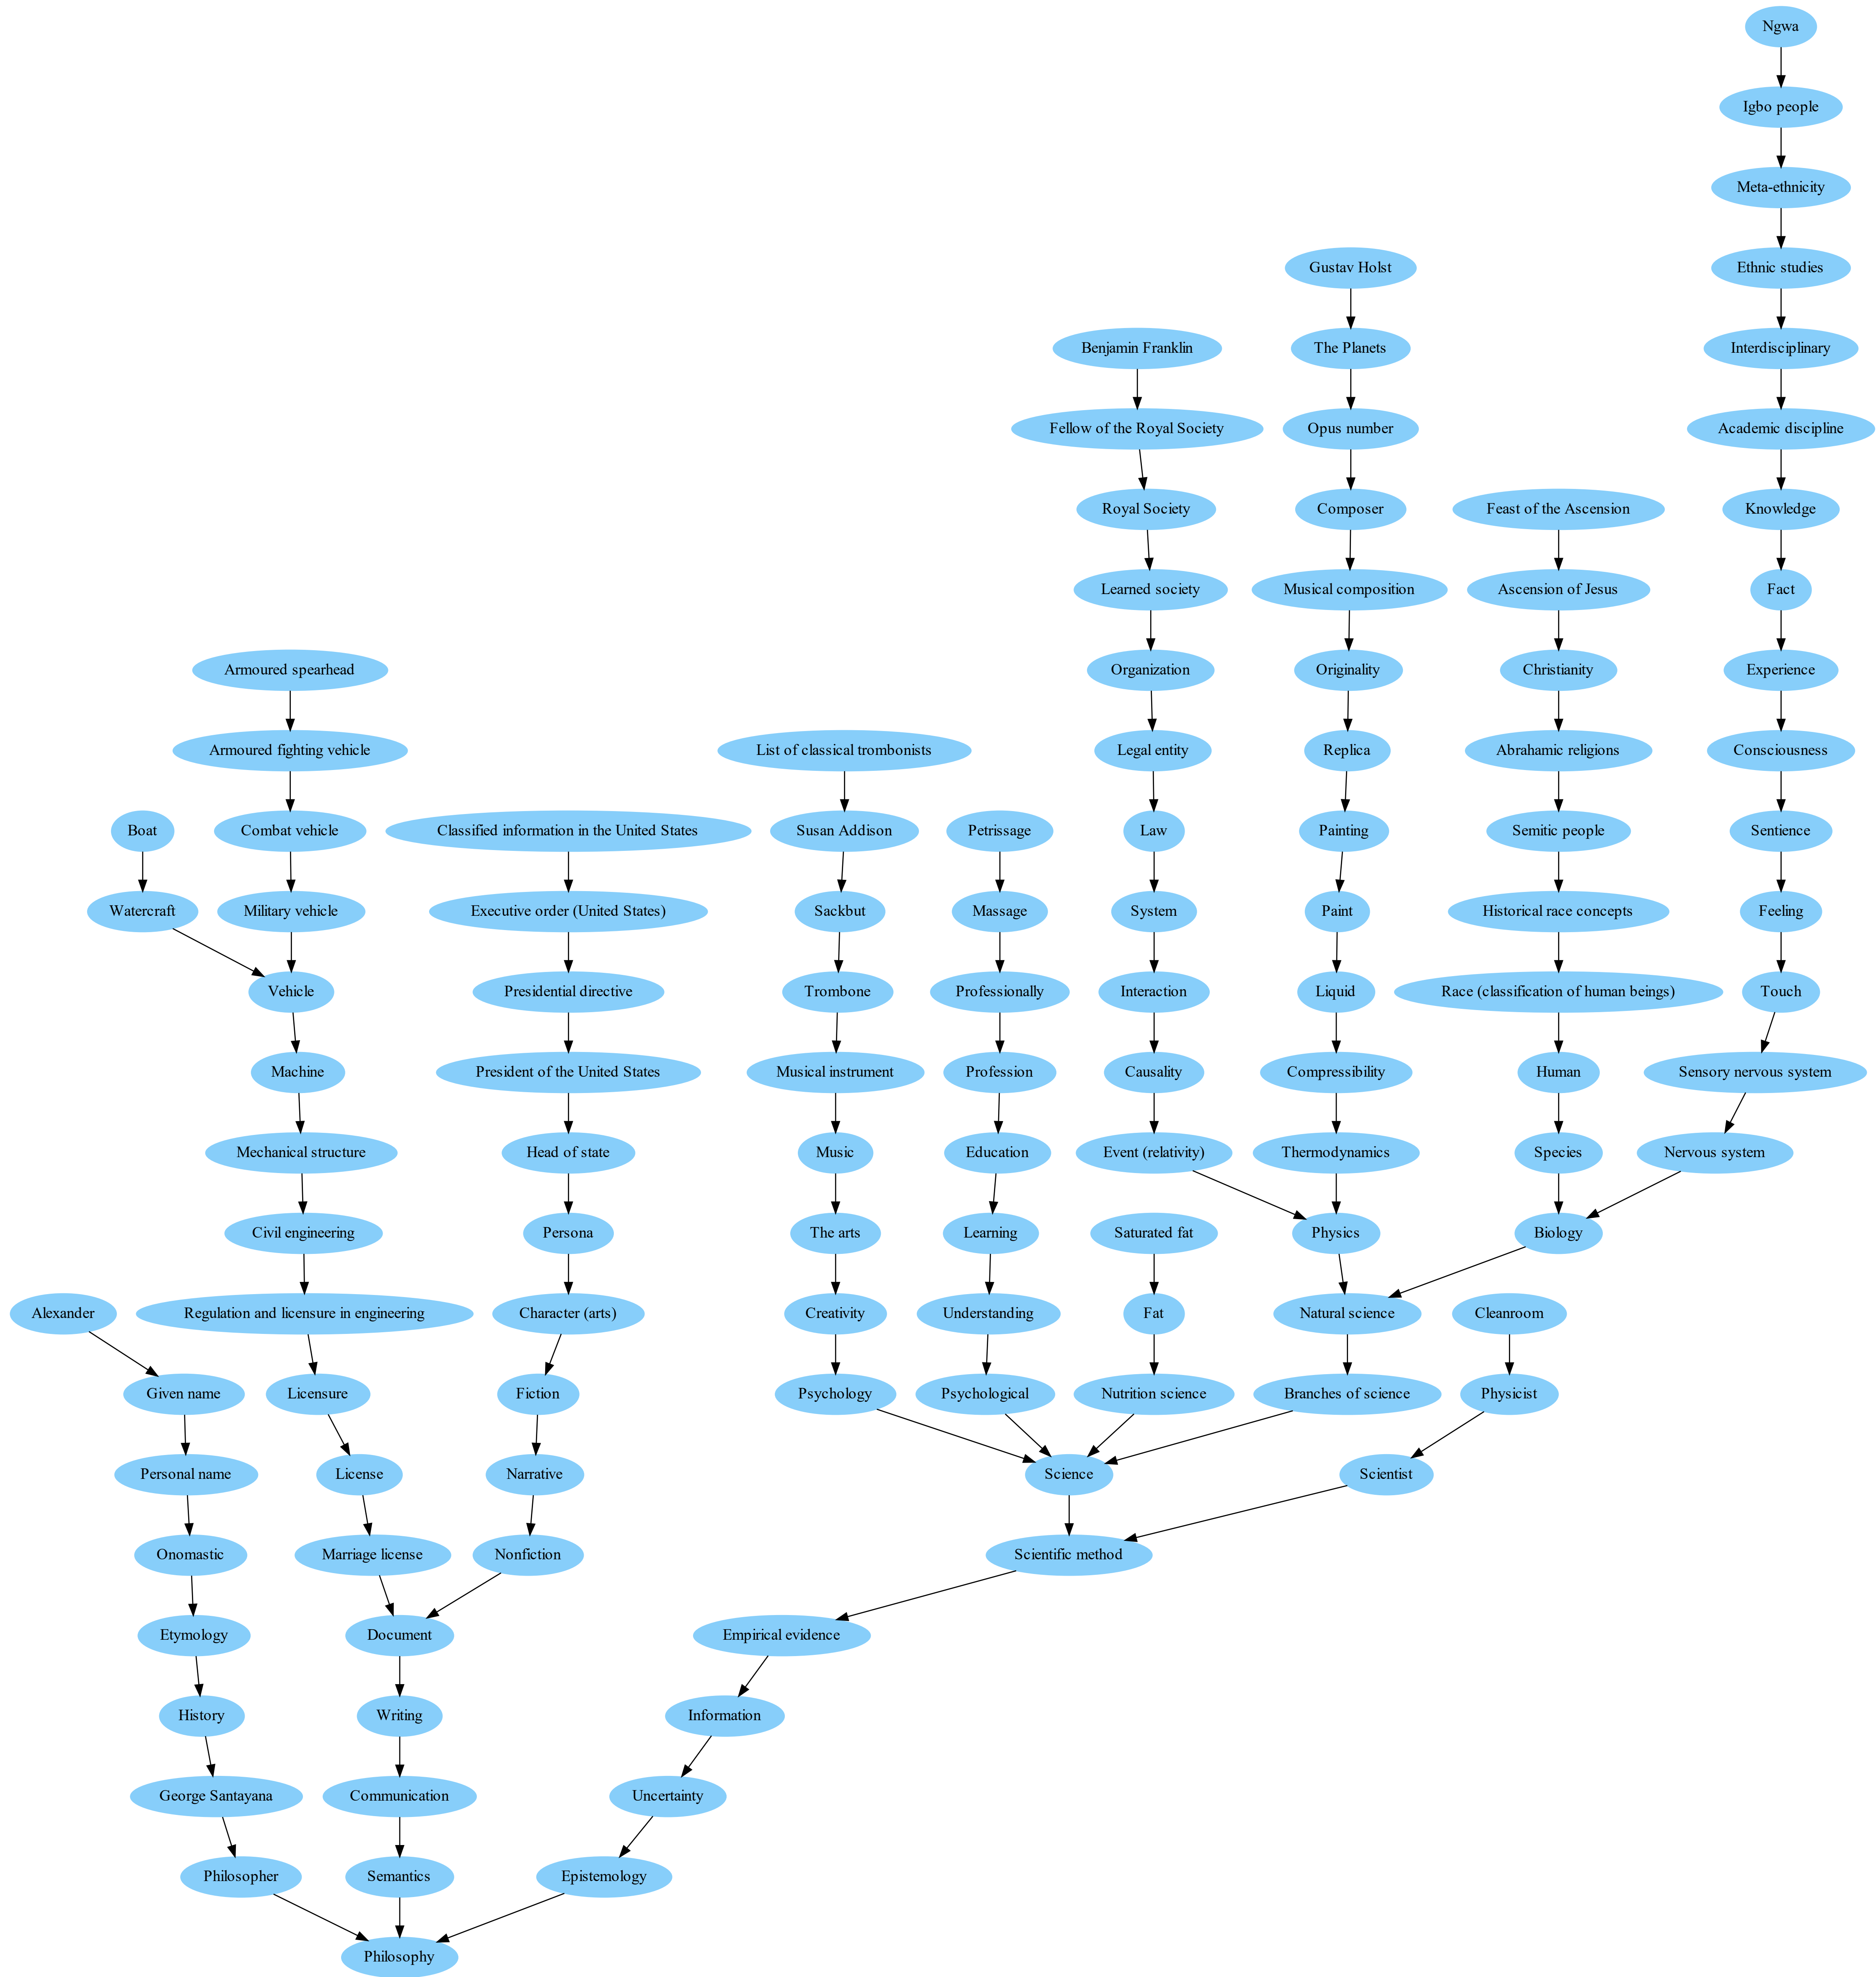 Ngwa
Igbo people
Meta-ethnicity
Gustav Holst
Ethnic studies
Benjamin Franklin
The Planets
Interdisciplinary
Fellow of the Royal Society
Opus number
Academic discipline
Royal Society
Composer
Feast of the Ascension
Knowledge
Learned society
Musical composition
Ascension of Jesus
Fact
Armoured spearhead
Organization
Originality
Christianity
Experience
Armoured fighting vehicle
List of classical trombonists
Legal entity
Replica
Abrahamic religions
Consciousness
Boat
Combat vehicle
Classified information in the United States
Susan Addison
Petrissage
Law
Painting
Semitic people
Sentience
Watercraft
Military vehicle
Executive order (United States)
Sackbut
Massage
System
Paint
Historical race concepts
Feeling
Vehicle
Presidential directive
Trombone
Professionally
Interaction
Liquid
Race (classification of human beings)
Touch
Machine
President of the United States
Musical instrument
Profession
Causality
Compressibility
Human
Sensory nervous system
Mechanical structure
Head of state
Music
Education
Event (relativity)
Thermodynamics
Species
Nervous system
Civil engineering
Persona
The arts
Learning
Saturated fat
Physics
Biology
Alexander
Regulation and licensure in engineering
Character (arts)
Creativity
Understanding
Fat
Natural science
Cleanroom
Given name
Licensure
Fiction
Psychology
Psychological
Nutrition science
Branches of science
Physicist
Personal name
License
Narrative
Science
Scientist
Onomastic
Marriage license
Nonfiction
Scientific method
Etymology
Document
Empirical evidence
History
Writing
Information
George Santayana
Communication
Uncertainty
Philosopher
Semantics
Epistemology
Philosophy